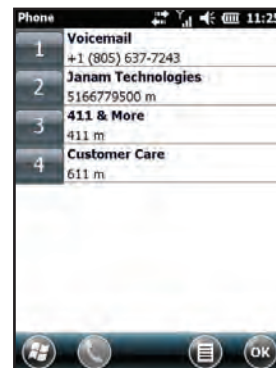 Phone 11:25
1 Voicemail
+1 (805) 637-7243
2 Janam Technologies
5166779500 m
3 411 & More
411 m
4 Customer Care
611 m
OK